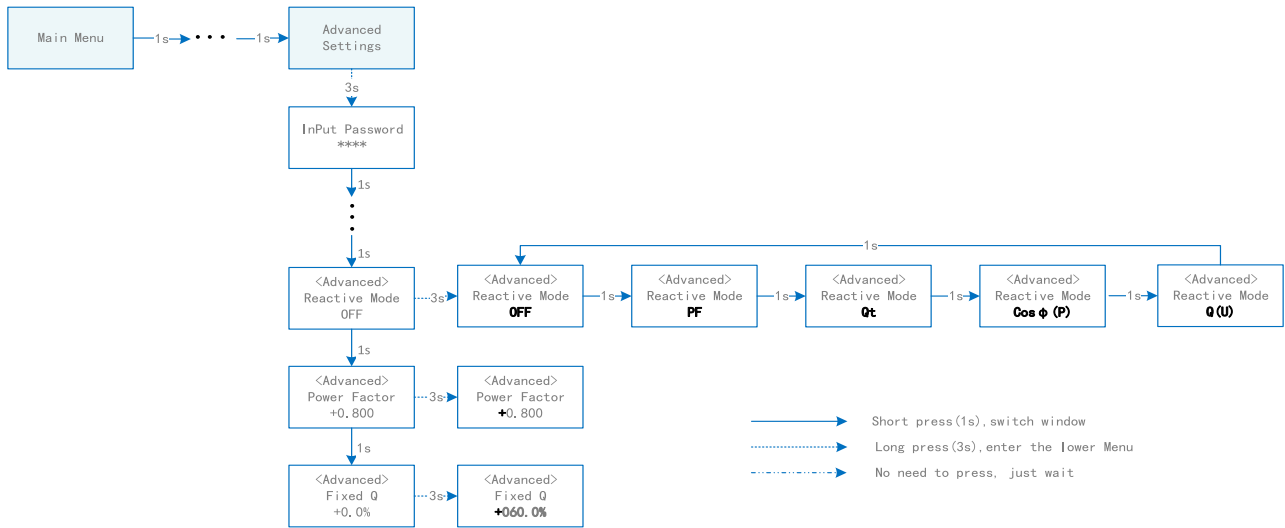 Main Menu
1s
• • •
1s
Advanced
Settings
3s
InPut Password
****
1s
1s
1s
<Advanced>
Reactive Mode
OFF
3s
<Advanced>
Reactive Mode
OFF
1s
<Advanced>
Reactive Mode
PF
1s
<Advanced>
Reactive Mode
Qt
1s
<Advanced>
Reactive Mode
Cosφ(P)
1s
<Advanced>
Reactive Mode
Q(U)
1s
<Advanced>
Power Factor
+0.800
3s
<Advanced>
Power Factor
+0.800
1s
<Advanced>
Fixed Q
+0.0%
3s
<Advanced>
Fixed Q
+060.0%
Short press(1s),switch window
Long press(3s),enter the lower Menu
No need to press, just wait